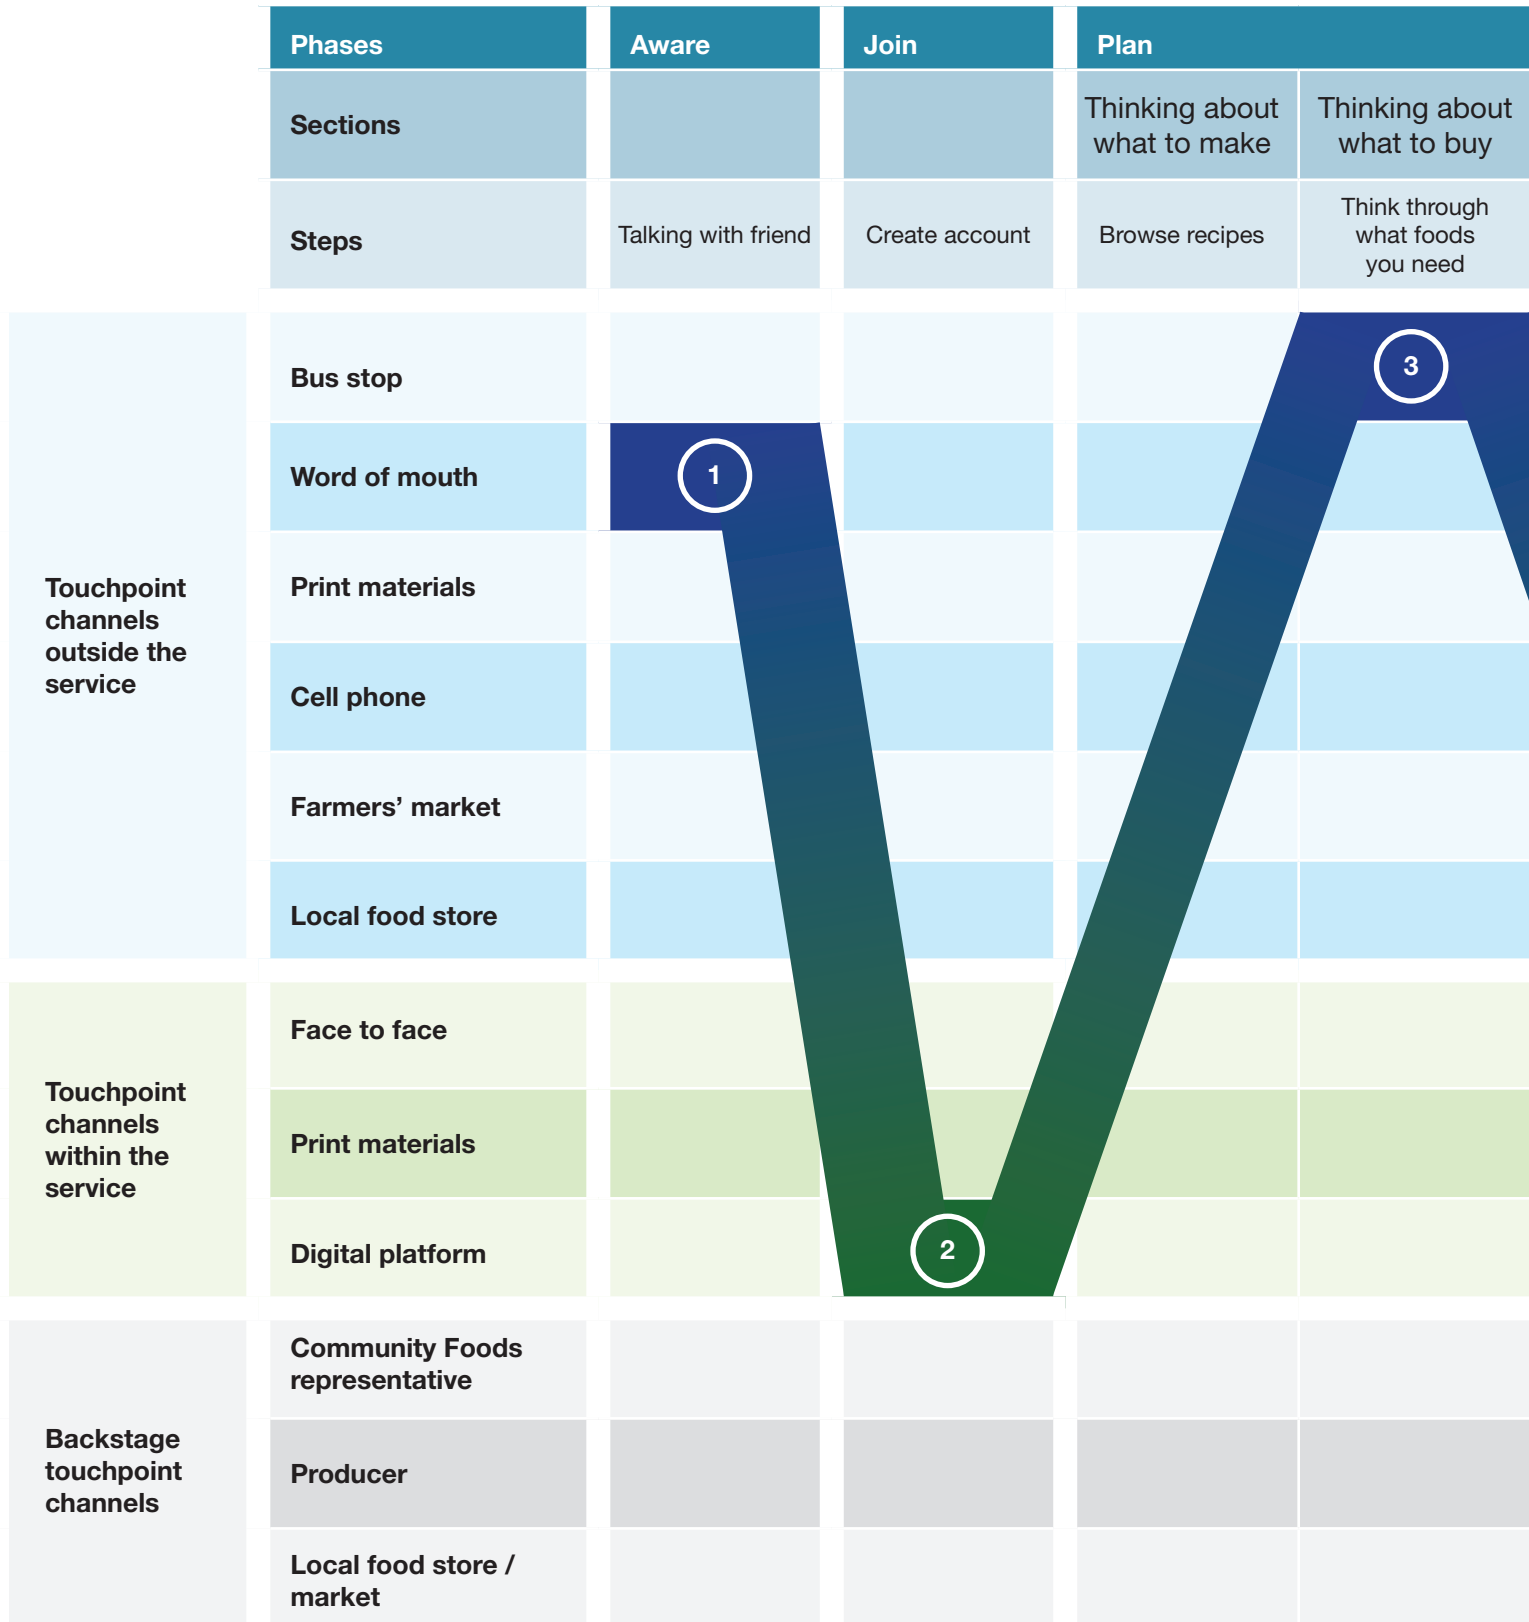 Phases
Aware
Join
Plan
Sections
Thinking about
what to make
Thinking about
what to buy
Steps
Talking with friend
Create account
Browse recipes
Think through
what foods
you need
Touchpoint
channels
outside the
service
Bus stop
3
Word of mouth
1
Print materials
Cell phone
Farmers’ market
Local food store
Touchpoint
channels
within the
service
Face to face
Print materials
Digital platform
2
Backstage
touchpoint
channels
Community Foods
representative
Producer
Local food store /
market